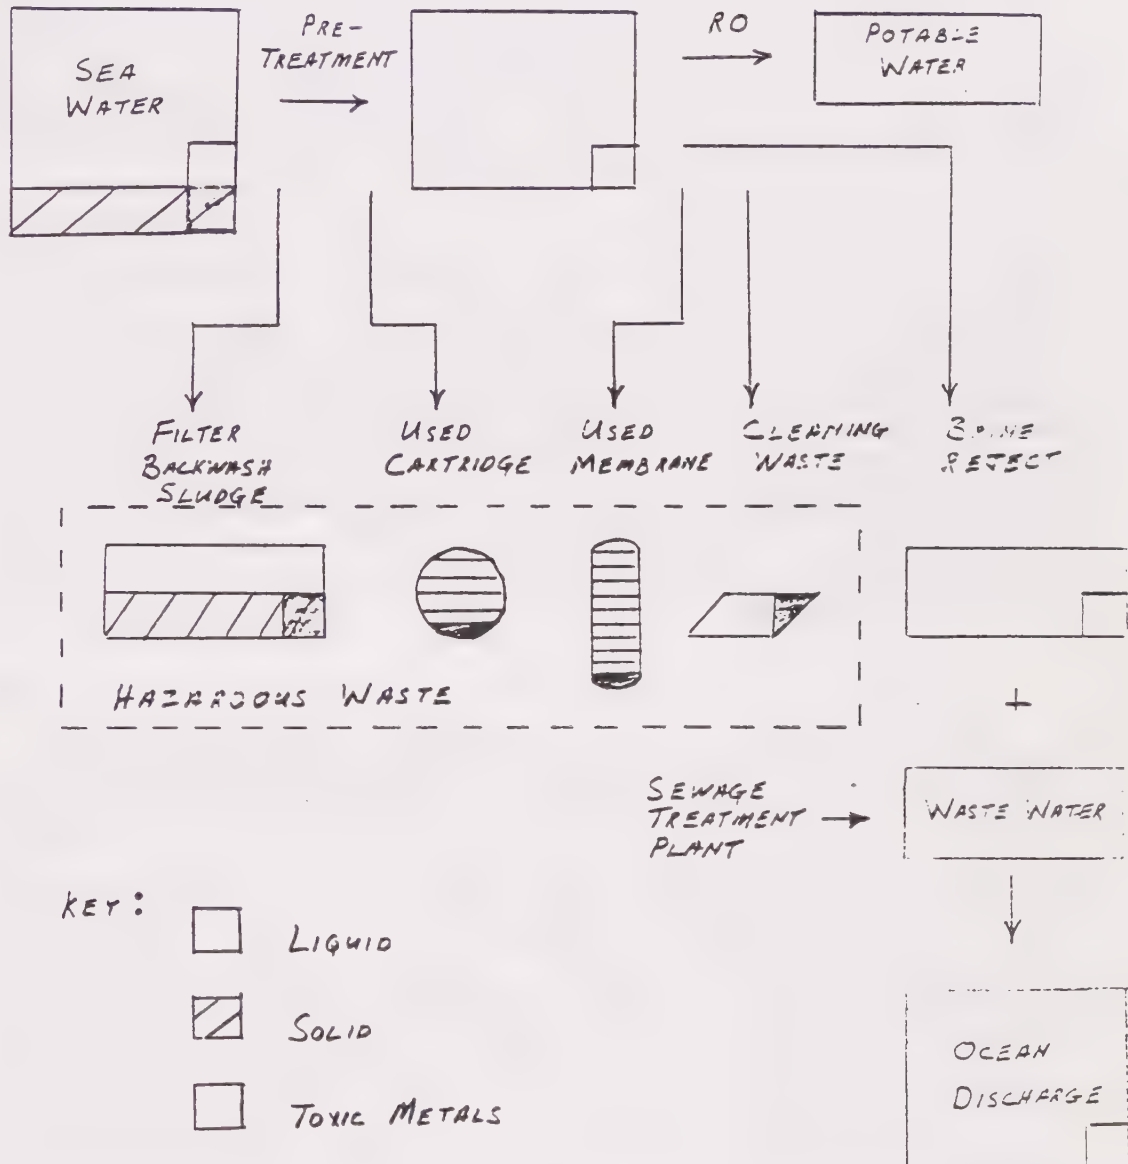 SEA
WATER
PRE-
TREATMENT
RO
POTABLE
WATER
FILTER
BACKWASH
SLUDGE
USED
CARTRIDGE
USED
MEMBRANE
CLEANING
WASTE
BRINE
REJECT
HAZARDOUS WASTE
+
SEWAGE
TREATMENT
PLANT
WASTE WATER
KEY:
LIQUID
SOLID
TOXIC METALS
OCEAN
DISCHARGE